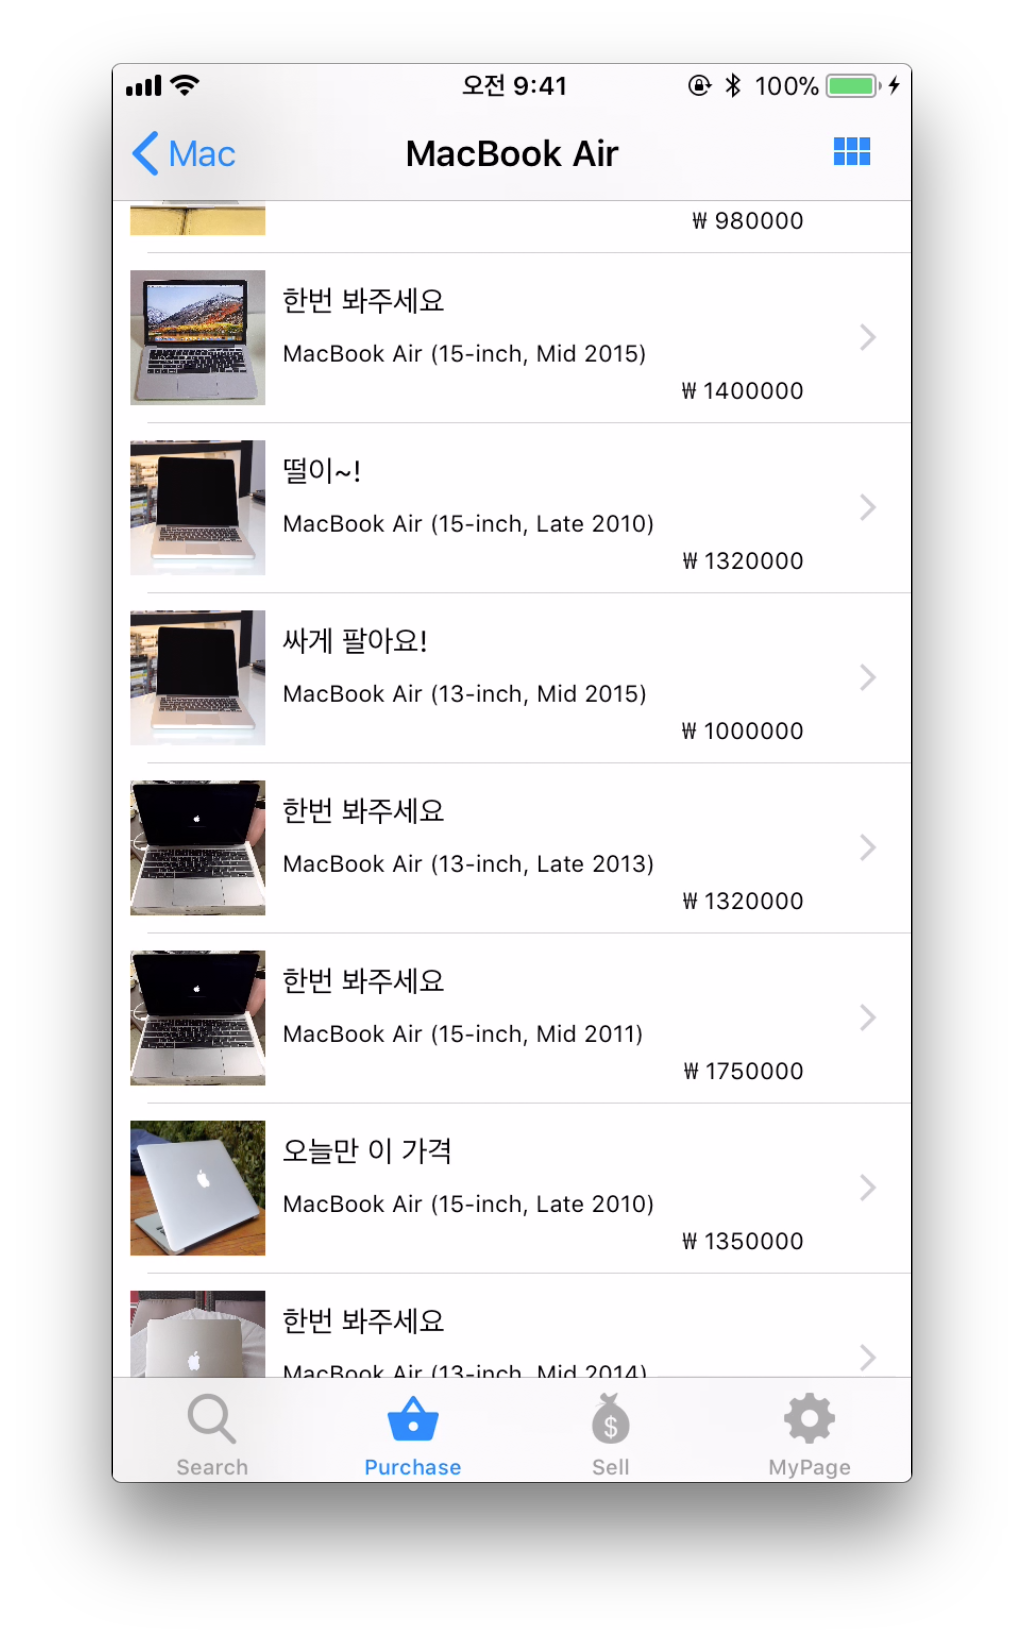 오전 9:41
100%
Mac
MacBook Air
₩ 980000
한번 봐주세요
MacBook Air (15-inch, Mid 2015)
₩ 1400000
떨이~!
MacBook Air (15-inch, Late 2010)
₩ 1320000
싸게 팔아요!
MacBook Air (13-inch, Mid 2015)
₩ 1000000
한번 봐주세요
MacBook Air (13-inch, Late 2013)
₩ 1320000
한번 봐주세요
MacBook Air (15-inch, Mid 2011)
₩ 1750000
오늘만 이 가격
MacBook Air (15-inch, Late 2010)
₩ 1350000
한번 봐주세요
MacBook Air (13-inch, Mid 2014)
Search
Purchase
Sell
MyPage